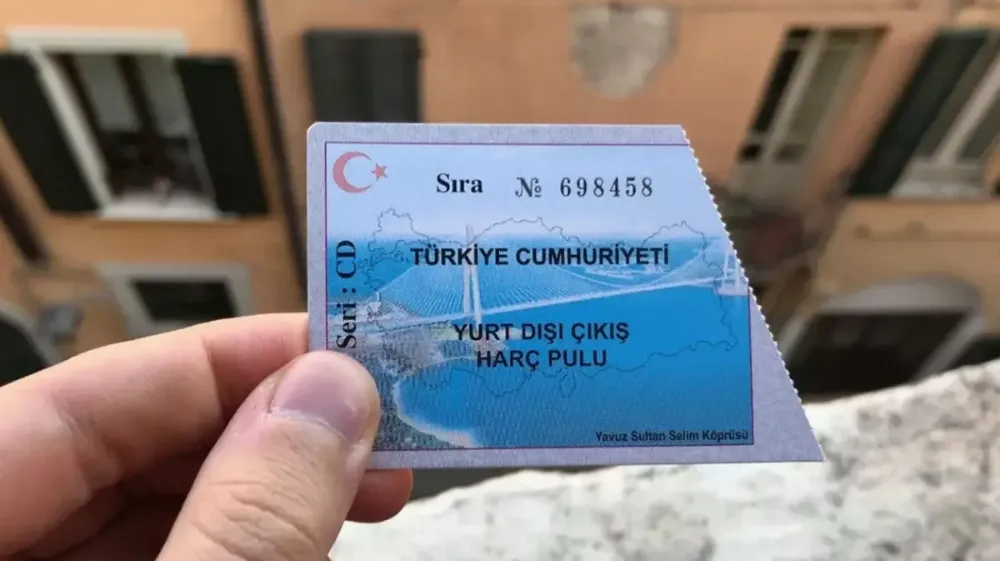 Sıra № 698458
Seri : CD
TÜRKİYE CUMHURİYETİ
YURT DIŞI ÇIKIŞ
HARÇ PULU
Yavuz Sultan Selim Köprüsü